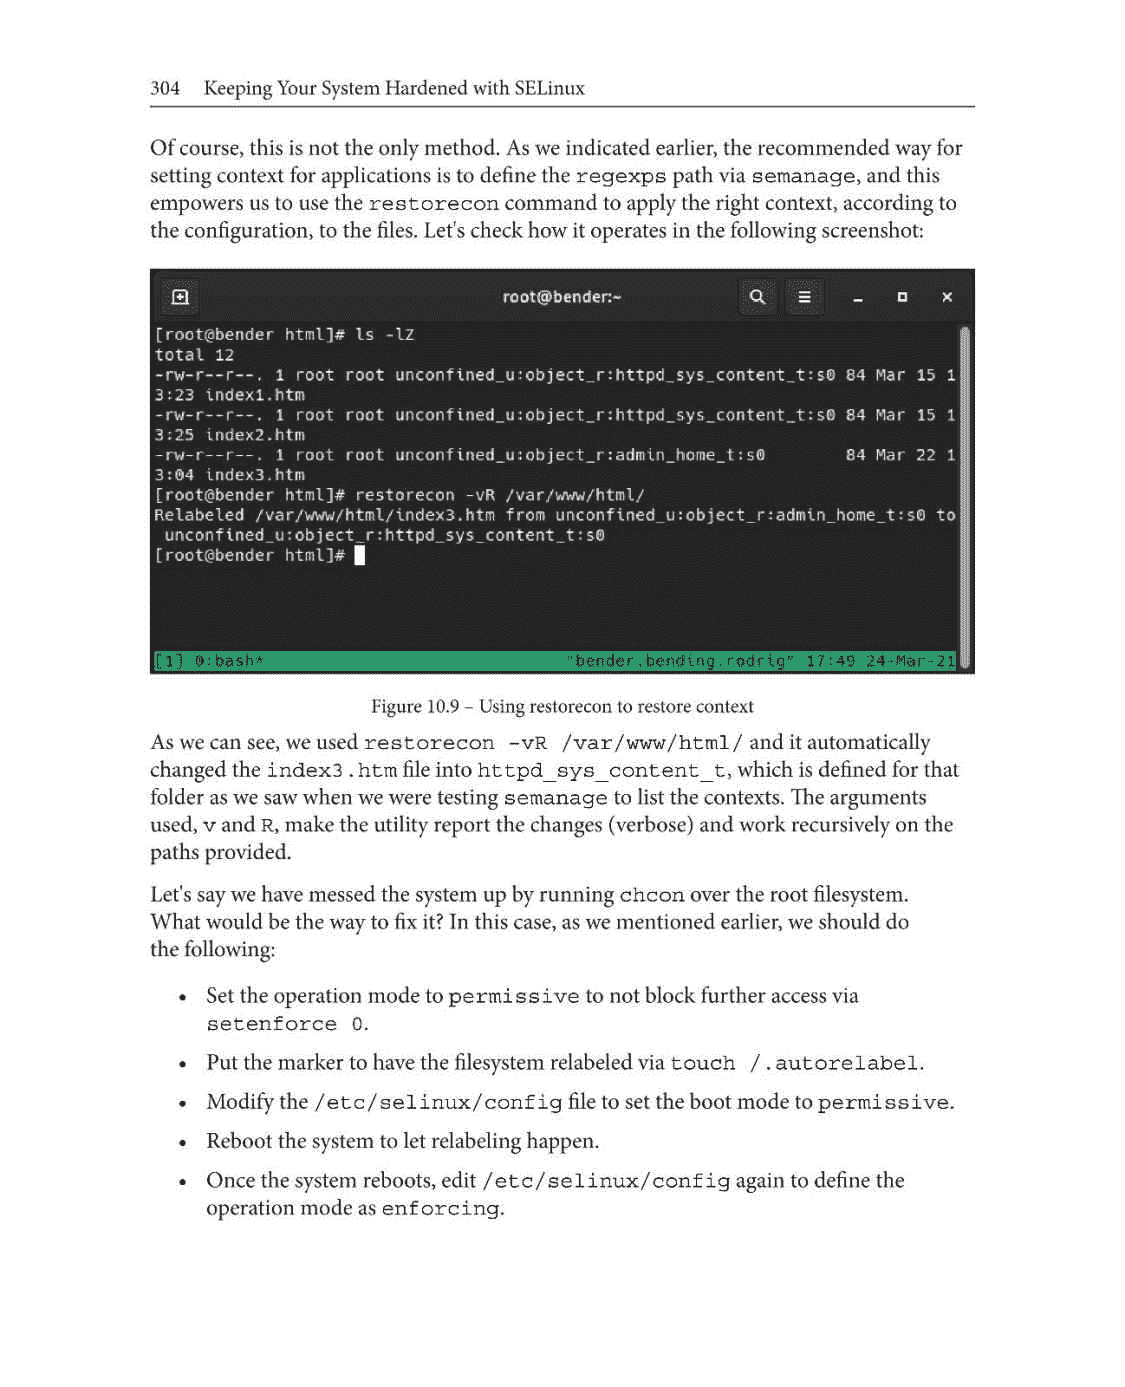 304 Keeping Your System Hardened with SELinux
Of course, this is not the only method. As we indicated earlier, the recommended way for
setting context for applications is to define the regexps path via semanage, and this
empowers us to use the restorecon command to apply the right context, according to
the configuration, to the files. Let's check how it operates in the following screenshot:
root@bender:~
[root@bender html]# ls -lZ
total 12
-rw-r--r--. 1 root root unconfined_u:object_r:httpd_sys_content_t:s0 84 Mar 15 1
3:23 index1.htm
-rw-r--r--. 1 root root unconfined_u:object_r:httpd_sys_content_t:s0 84 Mar 15 1
3:25 index2.htm
-rw-r--r--. 1 root root unconfined_u:object_r:admin_home_t:s0 84 Mar 22 1
3:04 index3.htm
[root@bender html]# restorecon -vR /var/www/html/
Relabeled /var/www/html/index3.htm from unconfined_u:object_r:admin_home_t:s0 to
unconfined_u:object_r:httpd_sys_content_t:s0
[root@bender html]#
[1] 0:bash* "bender.bending.rodrig" 17:49 24-Mar-21
Figure 10.9 – Using restorecon to restore context
As we can see, we used restorecon -vR /var/www/html/ and it automatically
changed the index3.htm file into httpd_sys_content_t, which is defined for that
folder as we saw when we were testing semanage to list the contexts. The arguments
used, v and R, make the utility report the changes (verbose) and work recursively on the
paths provided.
Let's say we have messed the system up by running chcon over the root filesystem.
What would be the way to fix it? In this case, as we mentioned earlier, we should do
the following:
• Set the operation mode to permissive to not block further access via
setenforce 0.
• Put the marker to have the filesystem relabeled via touch /.autorelabel.
• Modify the /etc/selinux/config file to set the boot mode to permissive.
• Reboot the system to let relabeling happen.
• Once the system reboots, edit /etc/selinux/config again to define the
operation mode as enforcing.